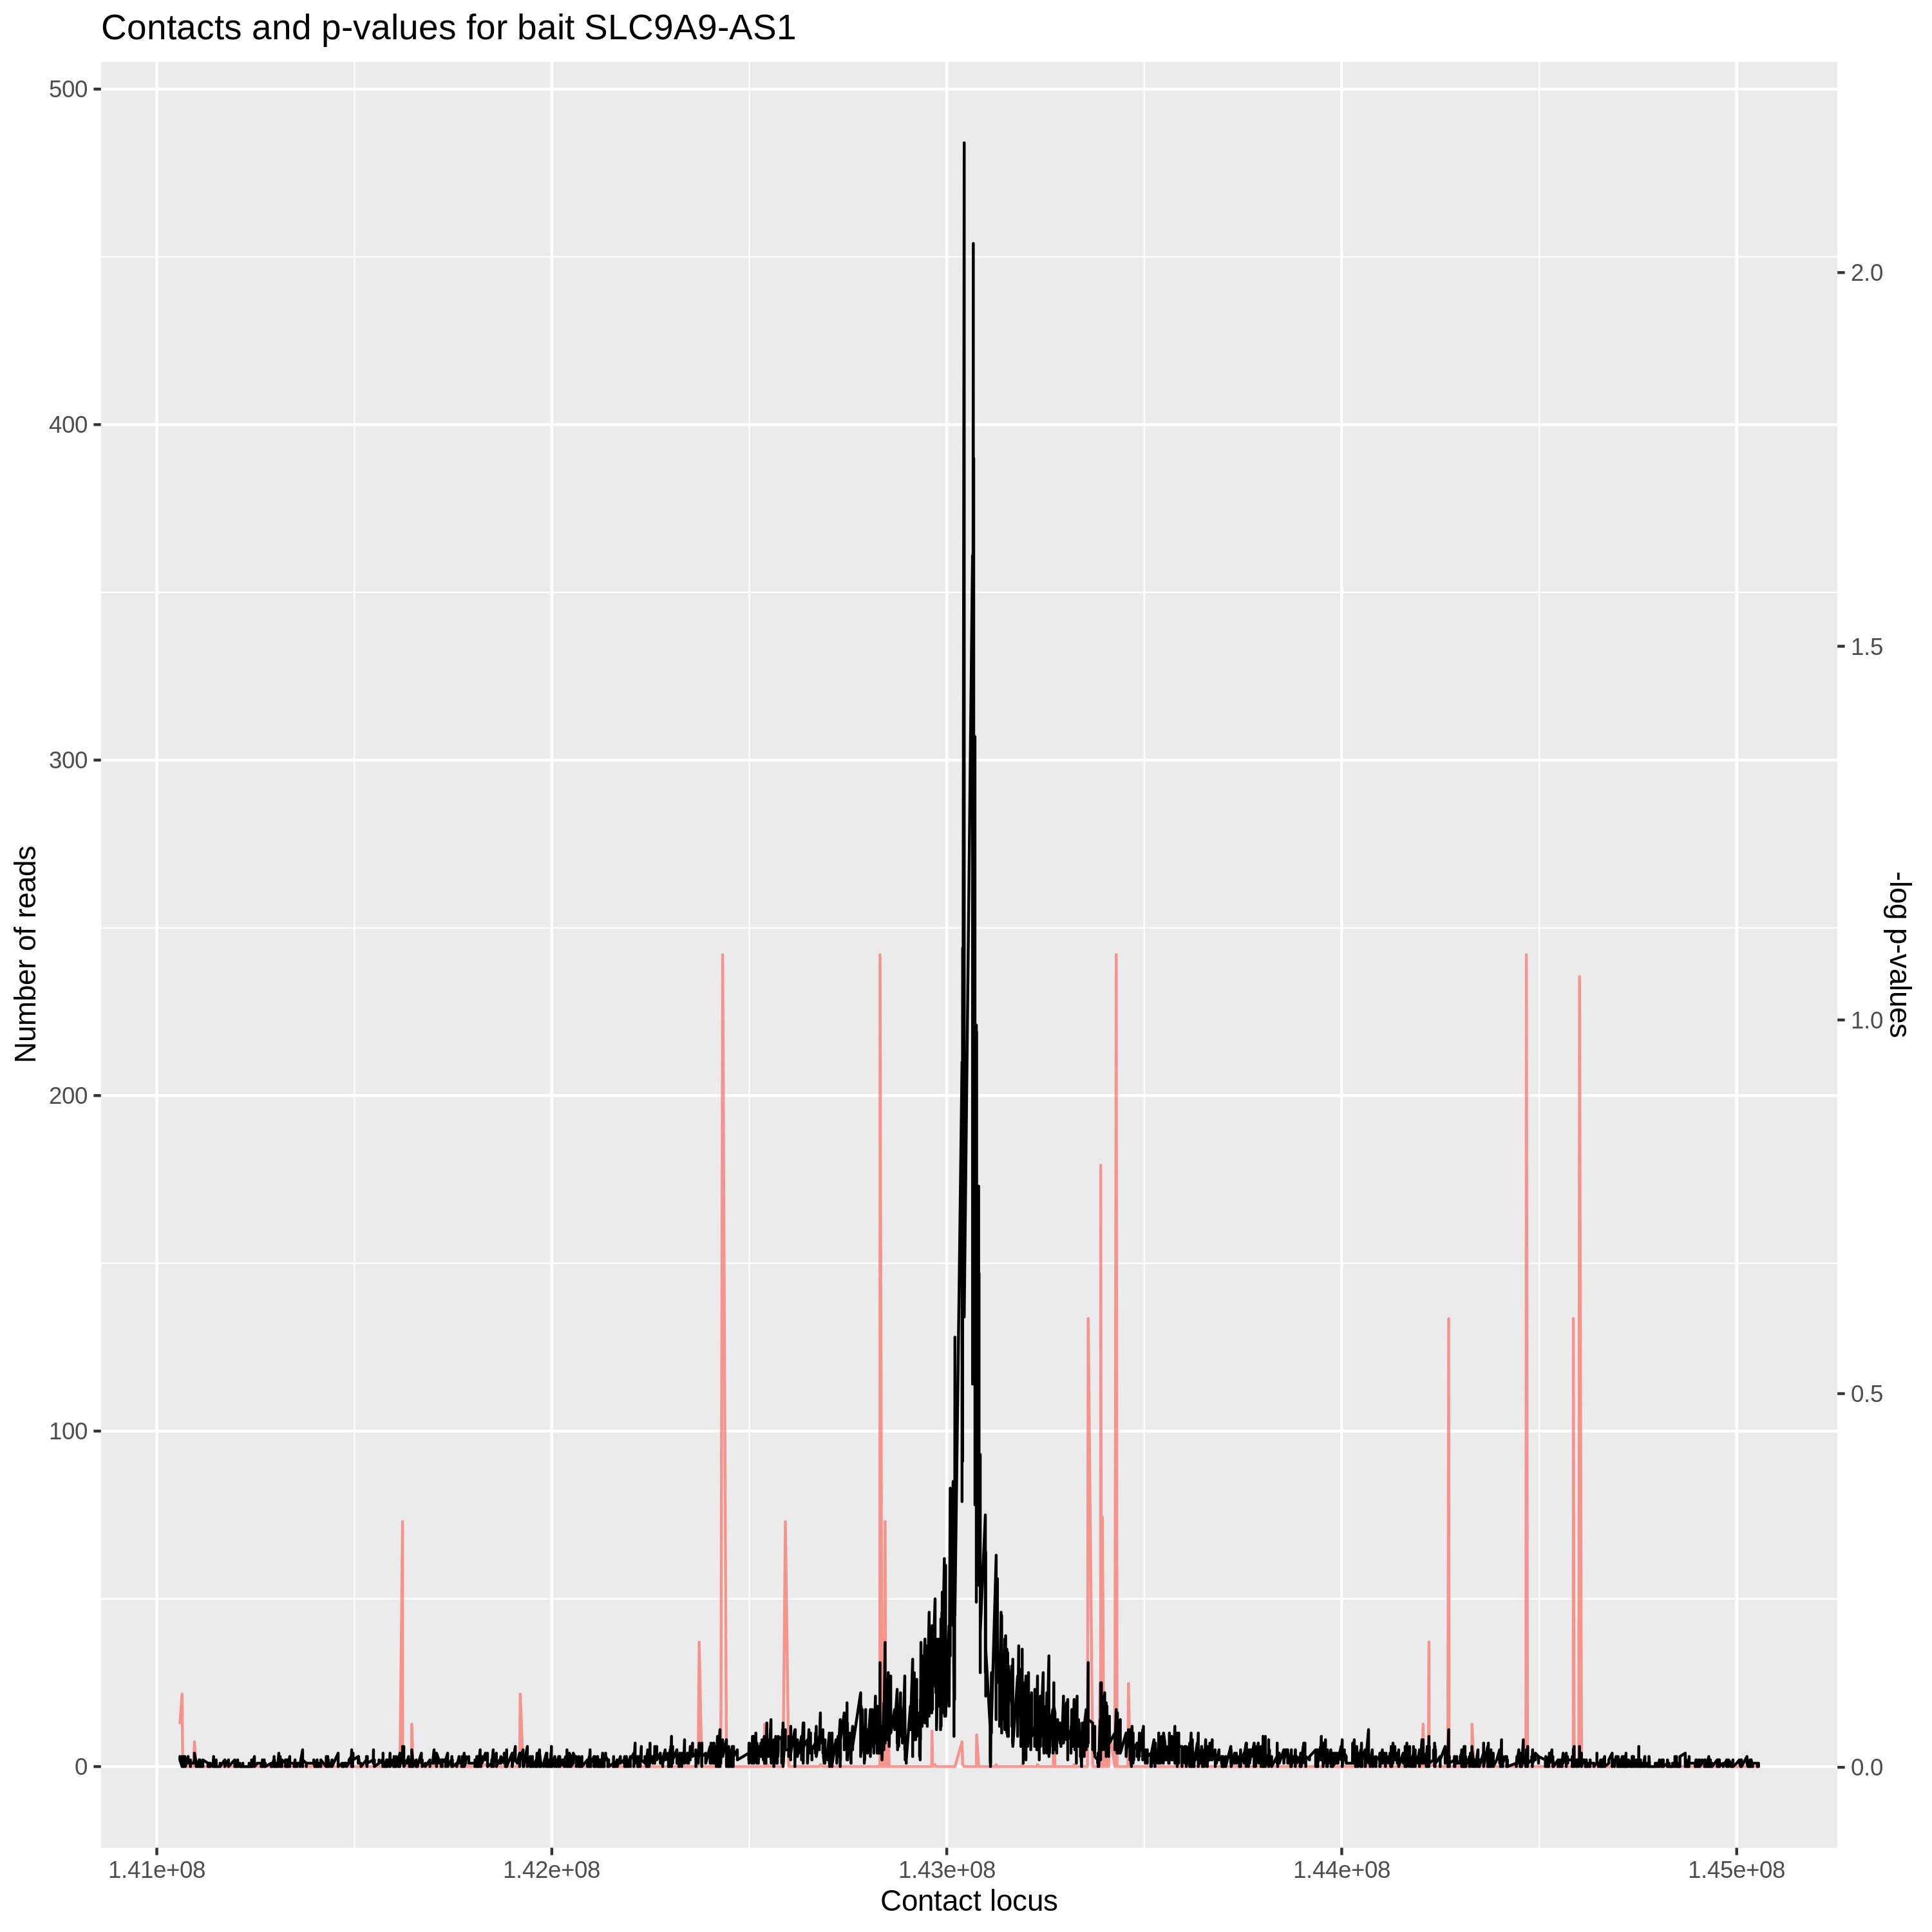 Contacts and p-values for bait SLC9A9-AS1
500
400
300
200
100
0
Number of reads
2.0
1.5
1.0
0.5
0.0
-log p-values
1.41e+08
1.42e+08
1.43e+08
1.44e+08
1.45e+08
Contact locus